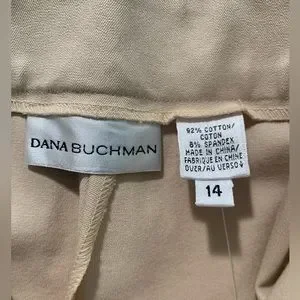 DANA BUCHMAN
92% COTTON/
COTON
8% SPANDEX
MADE IN CHINA/
FABRIQUE EN CHINE
OVER/AU VERSO↓
14